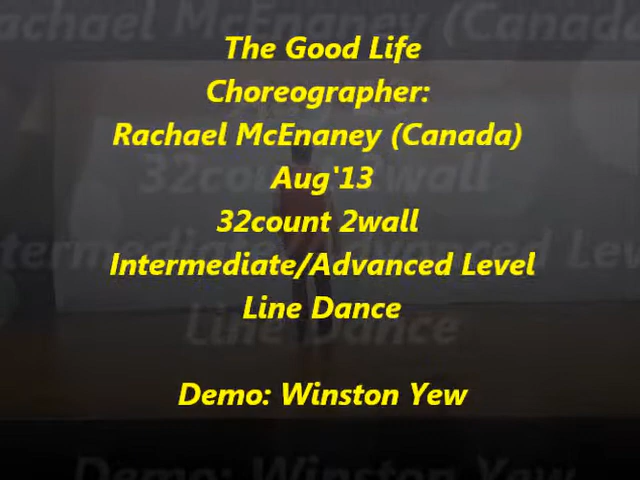 The Good Life
Choreographer:
Rachael McEnaney (Canada)
Aug'13
32count 2wall
Intermediate/Advanced Level
Line Dance
Demo: Winston Yew